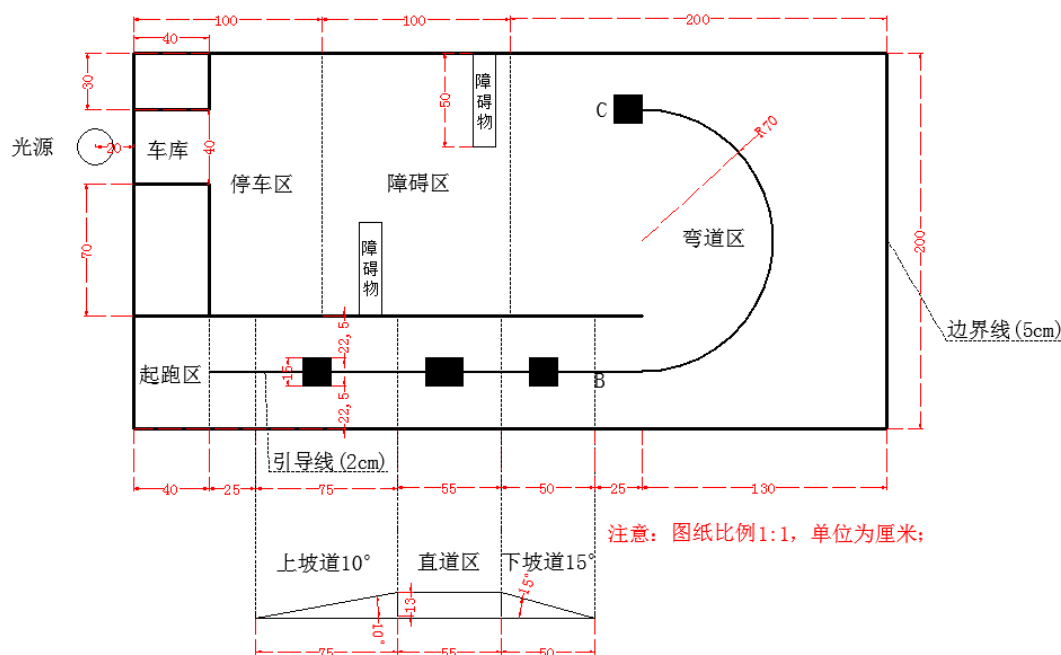 100
100
200
40
30
50
障碍物
C
R70
光源
20
车库
40
停车区
障碍区
弯道区
200
70
障碍物
22,5
边界线(5cm)
起跑区
15
B
22,5
引导线(2cm)
40
25
75
55
50
25
130
注意：图纸比例1:1，单位为厘米；
上坡道10°
直道区
下坡道15°
10°
13
15°
75
55
50